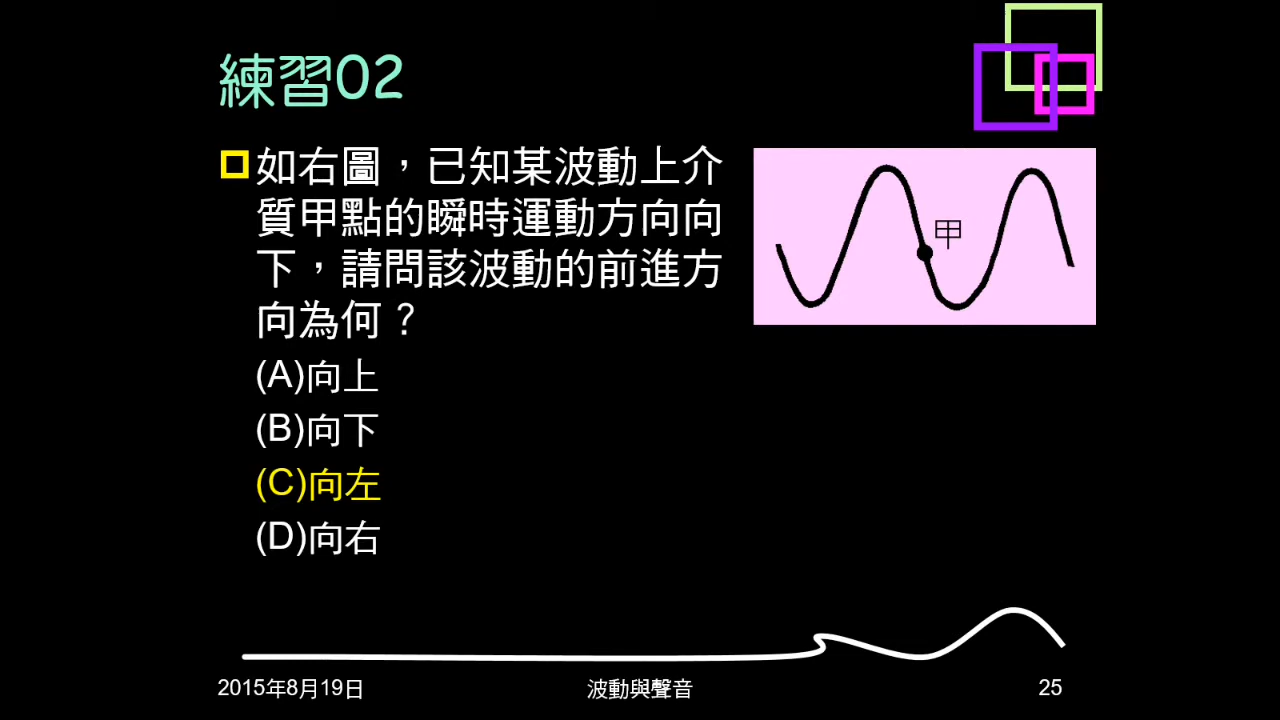 練習02
如右圖，已知某波動上介
質甲點的瞬時運動方向向
下，請問該波動的前進方
向為何？
(A)向上
(B)向下
(C)向左
(D)向右
甲
2015年8月19日
波動與聲音
25